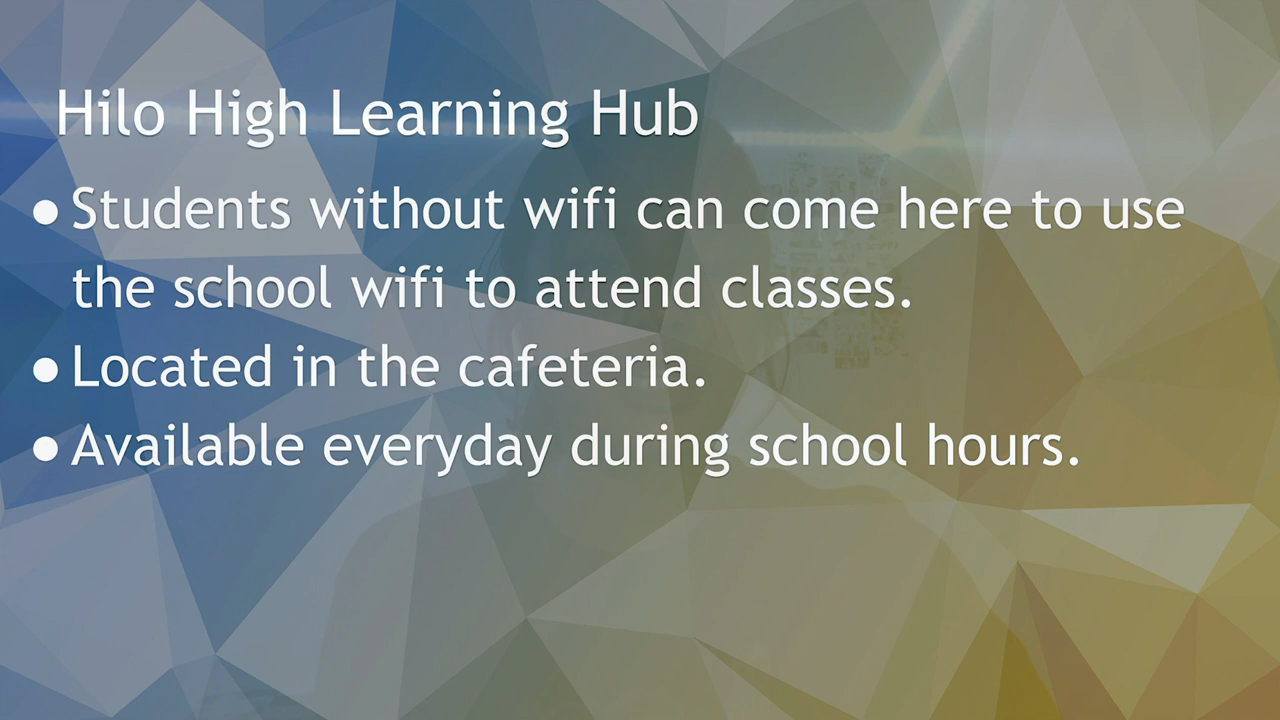 Hilo High Learning Hub
● Students without wifi can come here to use
the school wifi to attend classes.
● Located in the cafeteria.
● Available everyday during school hours.